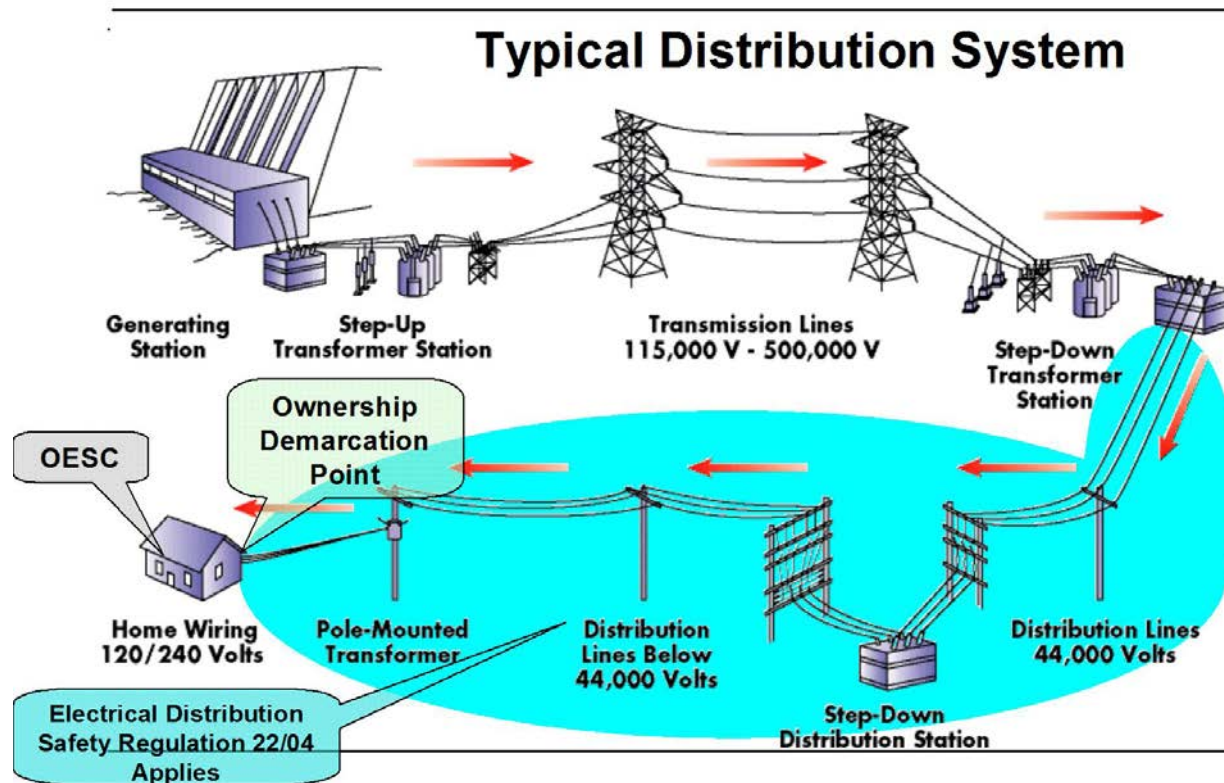 Typical Distribution System
Generating
Station
Step-Up
Transformer Station
Transmission Lines
115,000 V - 500,000 V
Step-Down
Transformer
Station
OESC
Ownership
Demarcation
Point
Home Wiring
120/240 Volts
Pole-Mounted
Transformer
Distribution
Lines Below
44,000 Volts
Step-Down
Distribution Station
Distribution Lines
44,000 Volts
Electrical Distribution
Safety Regulation 22/04
Applies